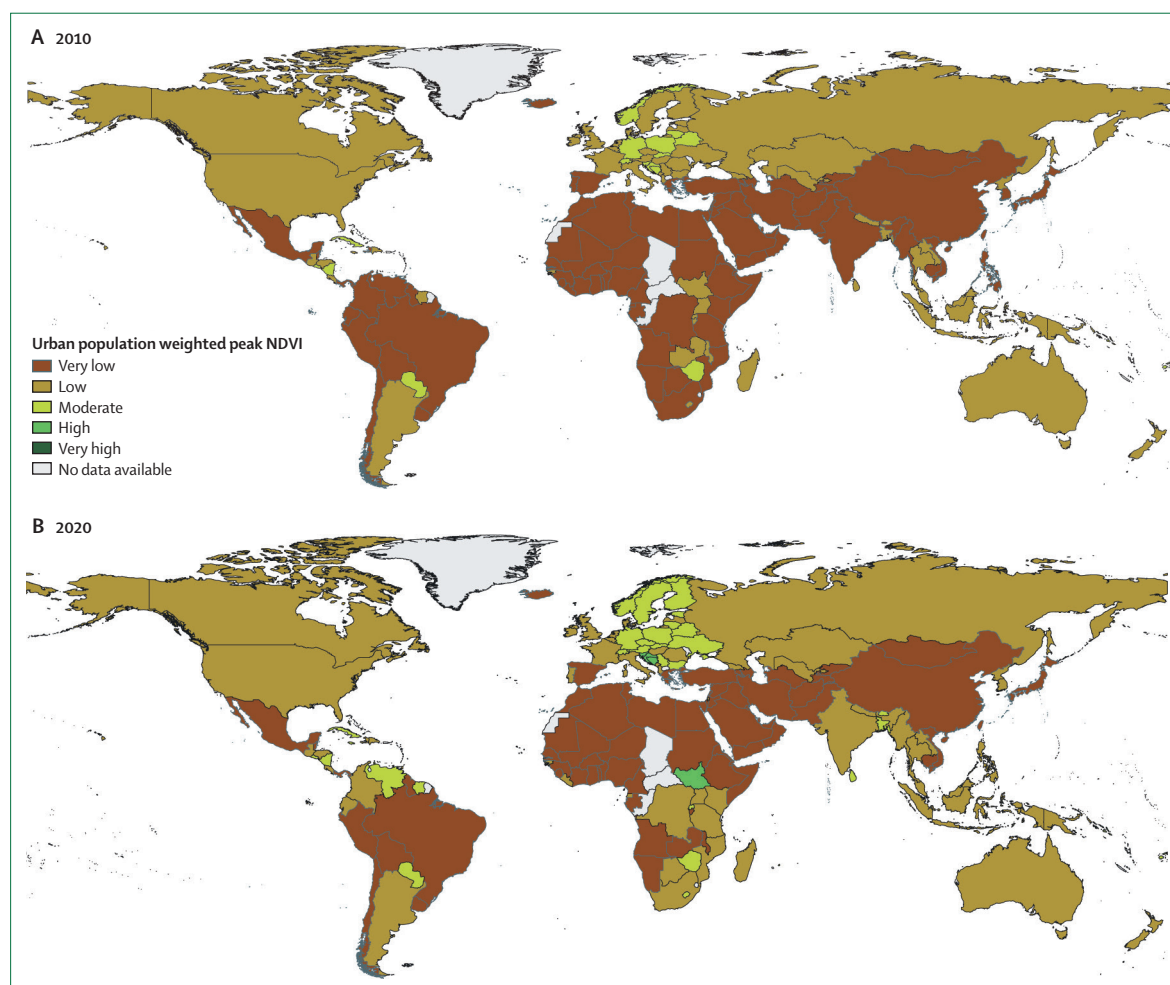 A 2010
Urban population weighted peak NDVI
Very low
Low
Moderate
High
Very high
No data available
B 2020